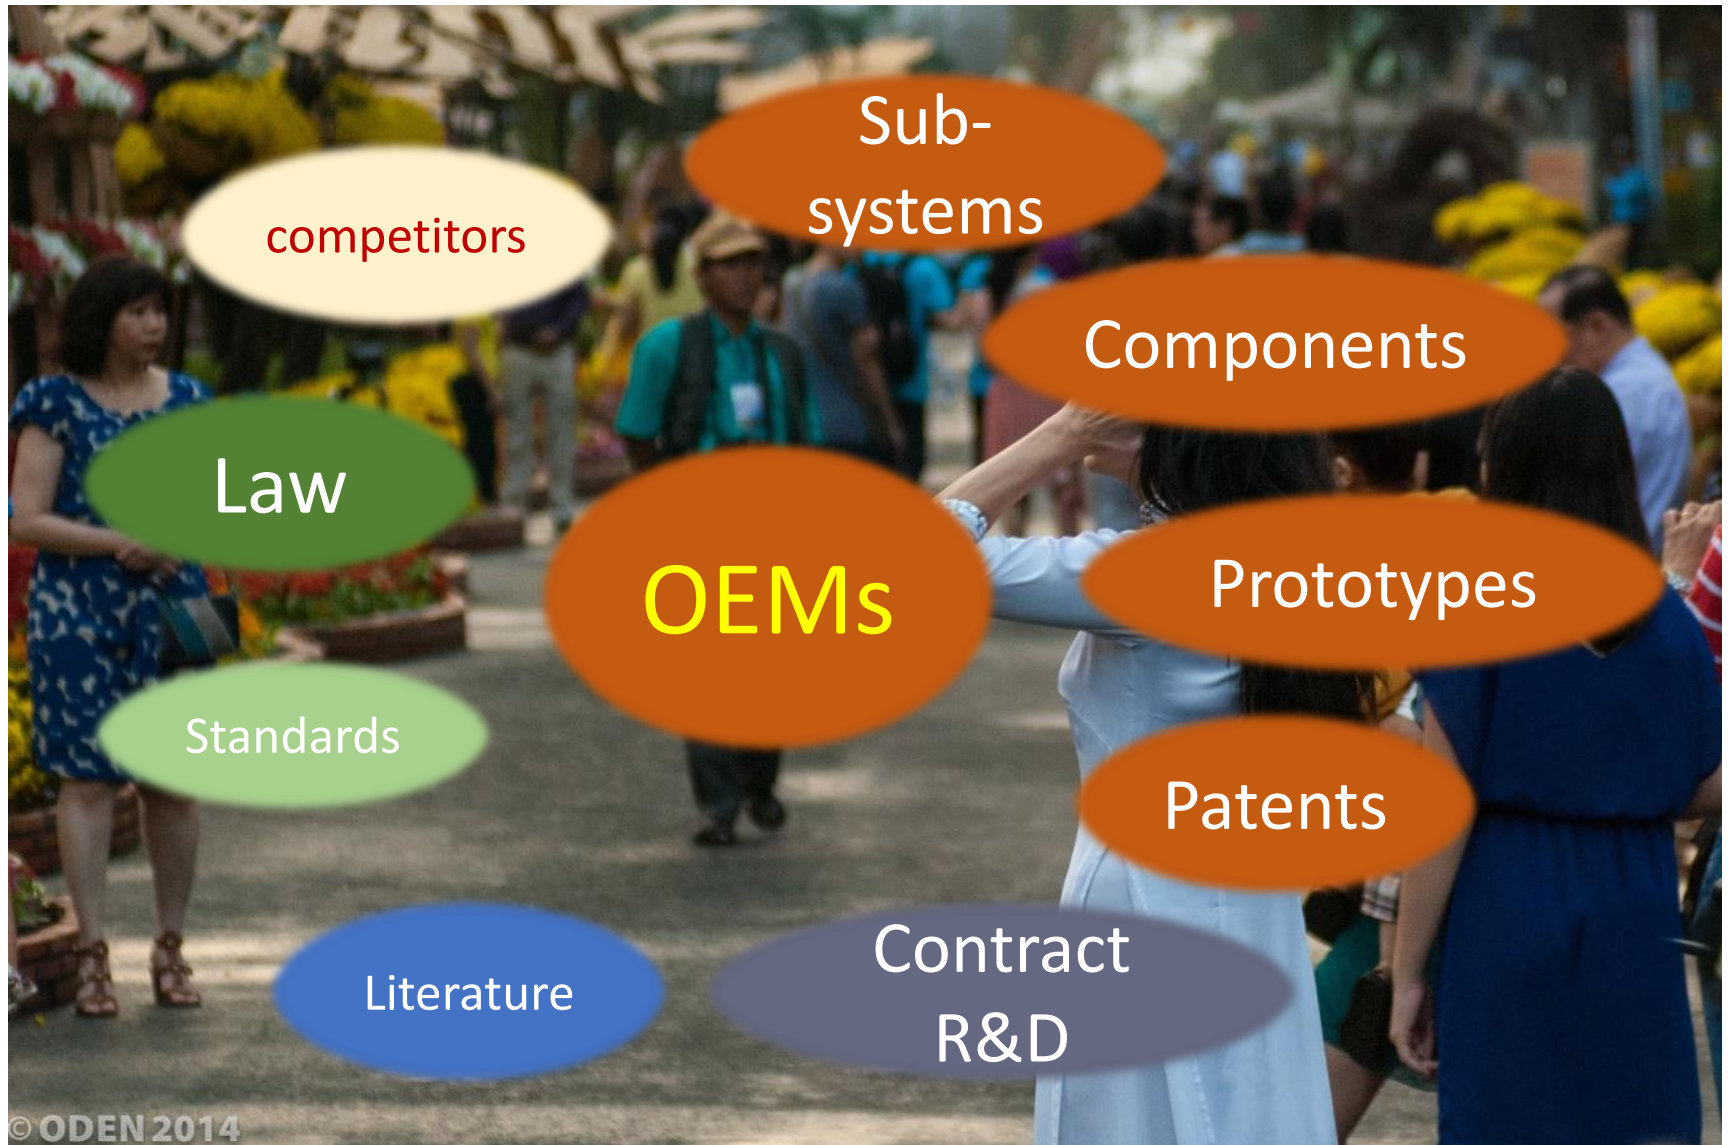 Sub-
systems
competitors
Components
Law
OEMs
Prototypes
Standards
Patents
Literature
Contract
R&D
© ODEN 2014